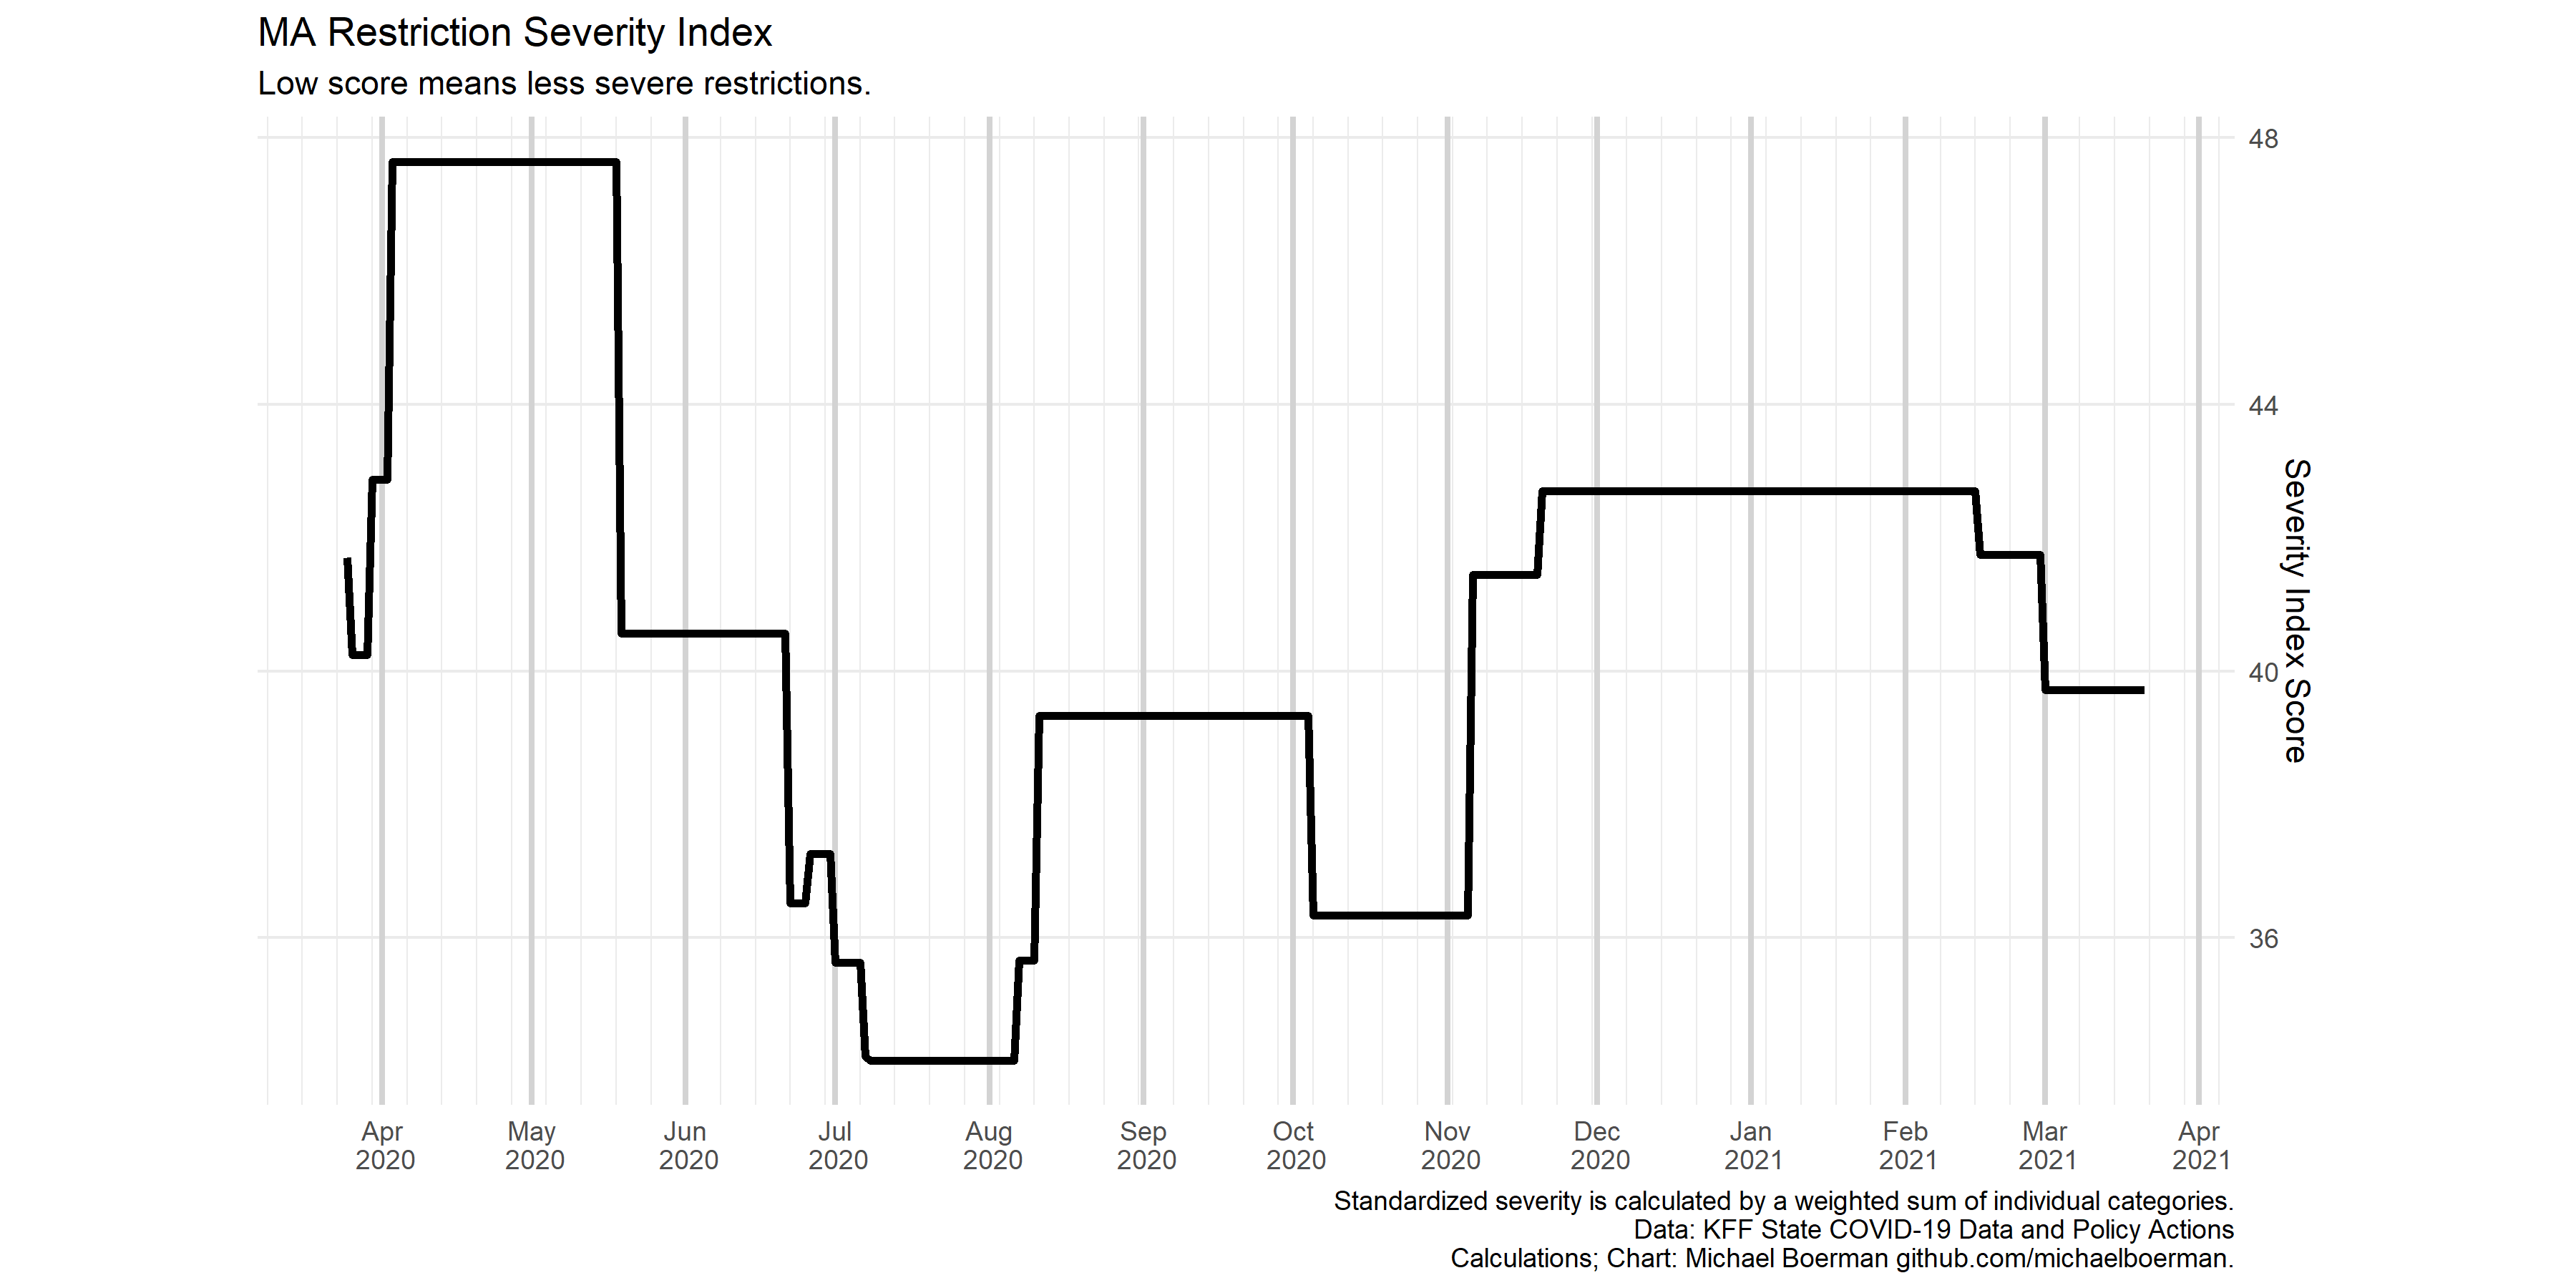 MA Restriction Severity Index
Low score means less severe restrictions.
48
44
40
36
Severity Index Score
Apr 2020
May 2020
Jun 2020
Jul 2020
Aug 2020
Sep 2020
Oct 2020
Nov 2020
Dec 2020
Jan 2021
Feb 2021
Mar 2021
Apr 2021
Standardized severity is calculated by a weighted sum of individual categories.
Data: KFF State COVID-19 Data and Policy Actions
Calculations; Chart: Michael Boerman github.com/michaelboerman.